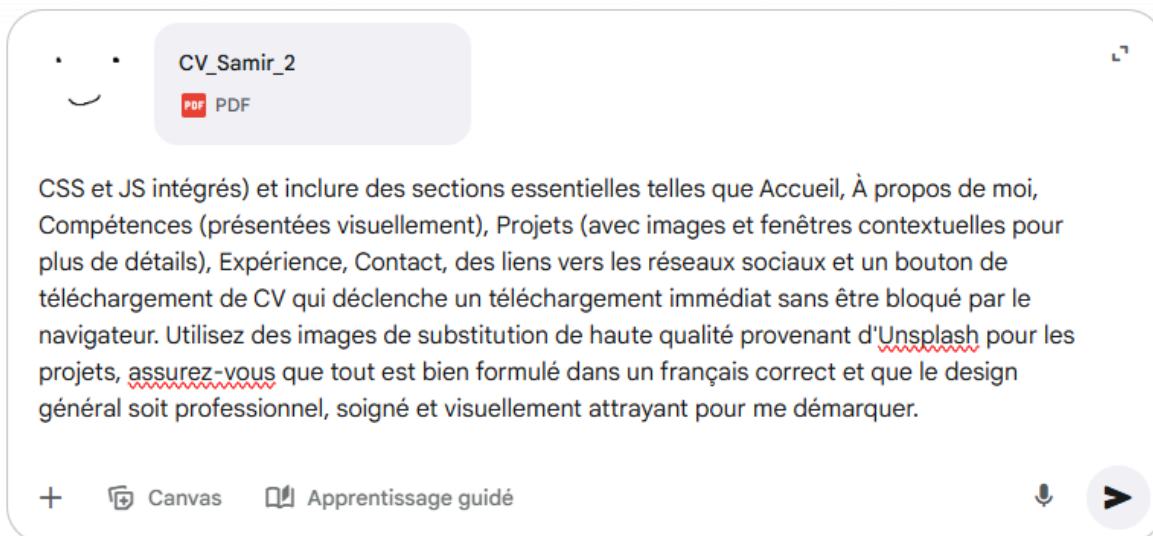 CV_Samir_2
PDF PDF
CSS et JS intégrés) et inclure des sections essentielles telles que Accueil, À propos de moi,
Compétences (présentées visuellement), Projets (avec images et fenêtres contextuelles pour
plus de détails), Expérience, Contact, des liens vers les réseaux sociaux et un bouton de
téléchargement de CV qui déclenche un téléchargement immédiat sans être bloqué par le
navigateur. Utilisez des images de substitution de haute qualité provenant d'Unsplash pour les
projets, assurez-vous que tout est bien formulé dans un français correct et que le design
général soit professionnel, soigné et visuellement attrayant pour me démarquer.
Canvas Apprentissage guidé